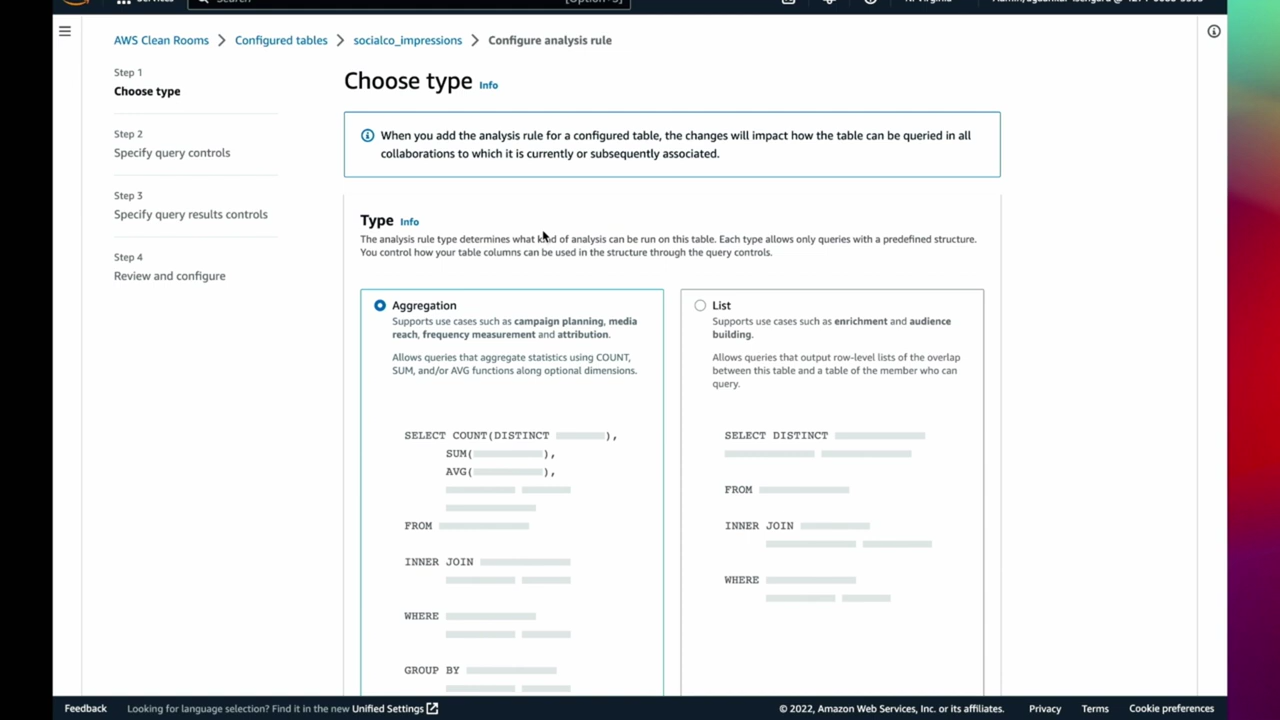 Services
Search
[Option+S]
N. Virginia
AWS Clean Rooms
Configured tables
socialco_impressions
Configure analysis rule
Step 1
Choose type
Step 2
Specify query controls
Step 3
Specify query results controls
Step 4
Review and configure
Choose type Info
When you add the analysis rule for a configured table, the changes will impact how the table can be queried in all
collaborations to which it is currently or subsequently associated.
Type Info
The analysis rule type determines what kind of analysis can be run on this table. Each type allows only queries with a predefined structure.
You control how your table columns can be used in the structure through the query controls.
Aggregation
Supports use cases such as campaign planning, media
reach, frequency measurement and attribution.
Allows queries that aggregate statistics using COUNT,
SUM, and/or AVG functions along optional dimensions.
SELECT COUNT(DISTINCT ),
SUM( ),
AVG( ),
FROM
INNER JOIN
WHERE
GROUP BY
List
Supports use cases such as enrichment and audience
building.
Allows queries that output row-level lists of the overlap
between this table and a table of the member who can
query.
SELECT DISTINCT
FROM
INNER JOIN
WHERE
Feedback
Looking for language selection? Find it in the new Unified Settings
© 2022, Amazon Web Services, Inc. or its affiliates.
Privacy
Terms
Cookie preferences